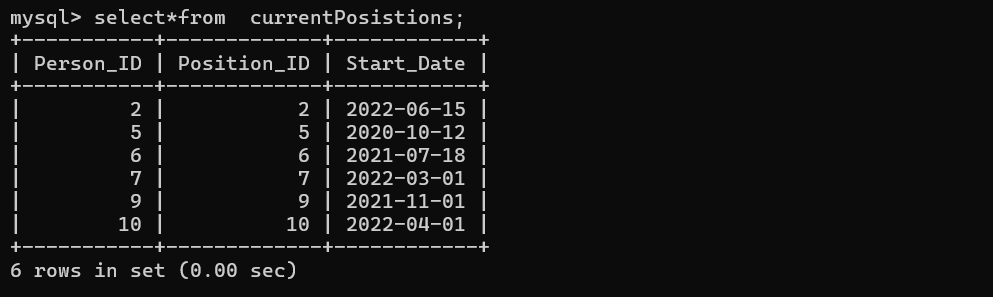 mysql> select*from  currentPosistions;
+-----------+-------------+------------+
| Person_ID | Position_ID | Start_Date |
+-----------+-------------+------------+
|         2 |           2 | 2022-06-15 |
|         5 |           5 | 2020-10-12 |
|         6 |           6 | 2021-07-18 |
|         7 |           7 | 2022-03-01 |
|         9 |           9 | 2021-11-01 |
|        10 |          10 | 2022-04-01 |
+-----------+-------------+------------+
6 rows in set (0.00 sec)